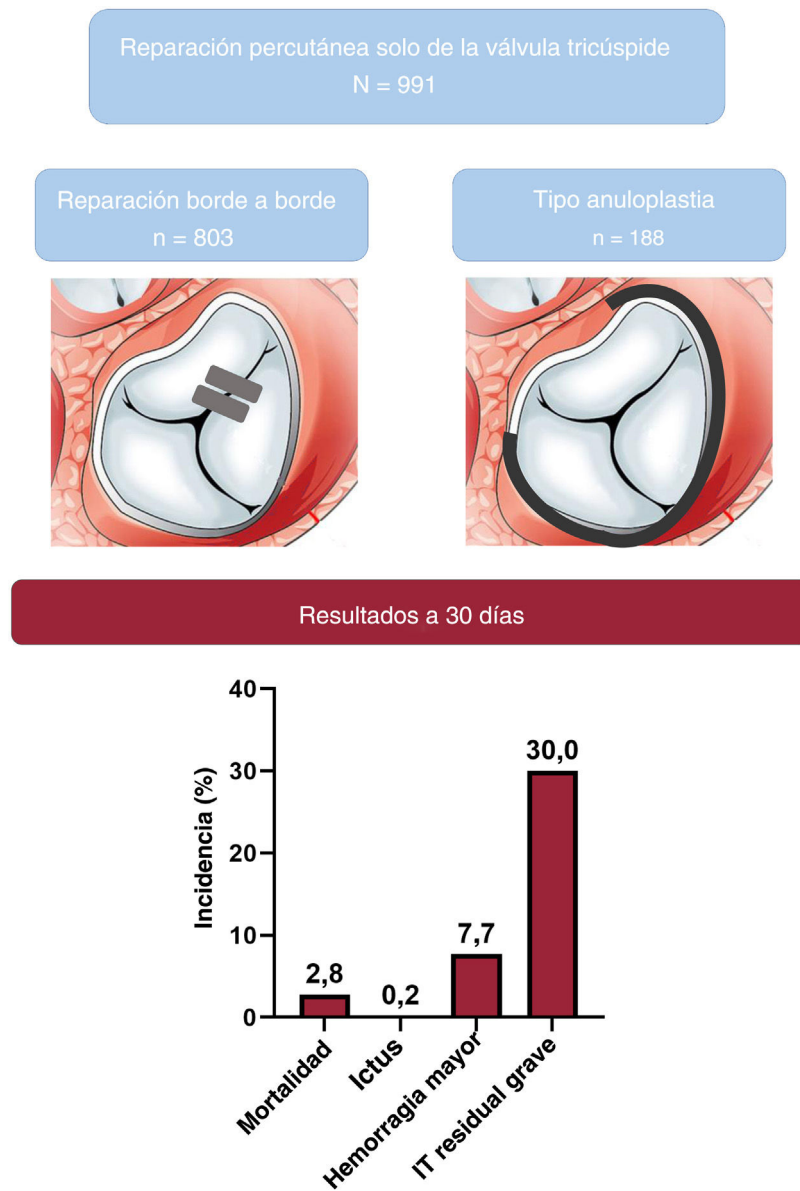 Reparación percutánea solo de la válvula tricúspide
N = 991
Reparación borde a borde
n = 803
Tipo anuloplastia
n = 188
Resultados a 30 días
Incidencia (%)
40
30
20
10
0
2,8
0,2
7,7
30,0
Mortalidad
Ictus
Hemorragia mayor
IT residual grave